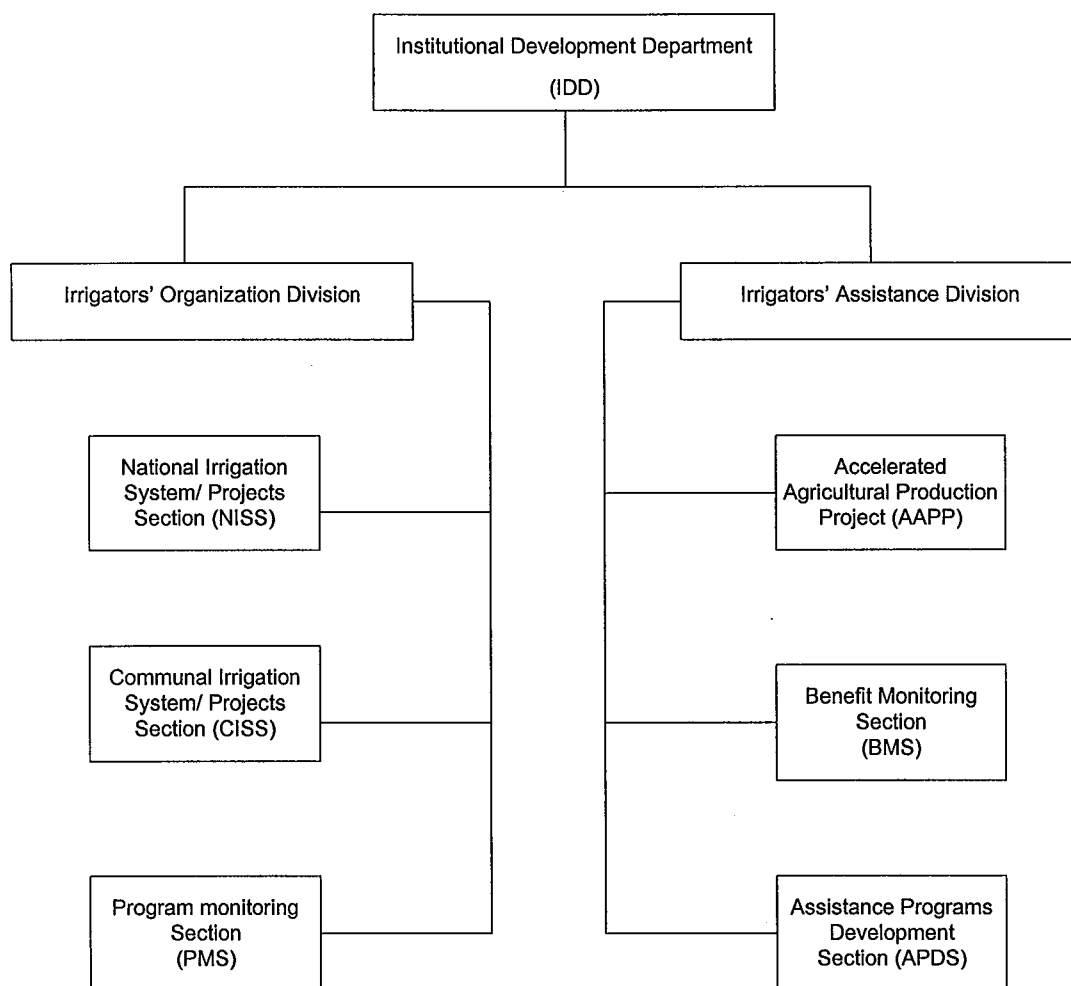 Institutional Development Department
(IDD)
Irrigators' Organization Division
Irrigators' Assistance Division
National Irrigation
System/ Projects
Section (NISS)
Accelerated
Agricultural Production
Project (AAPP)
Communal Irrigation
System/ Projects
Section (CISS)
Benefit Monitoring
Section
(BMS)
Program monitoring
Section
(PMS)
Assistance Programs
Development
Section (APDS)